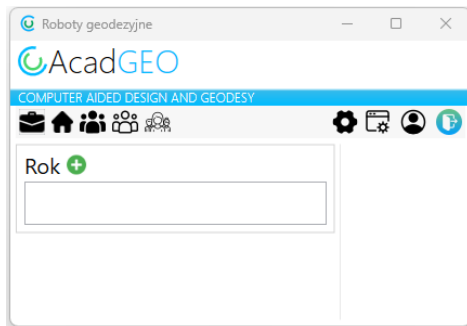 Roboty geodezyjne
AcadGEO
COMPUTER AIDED DESIGN AND GEODESY
Rok